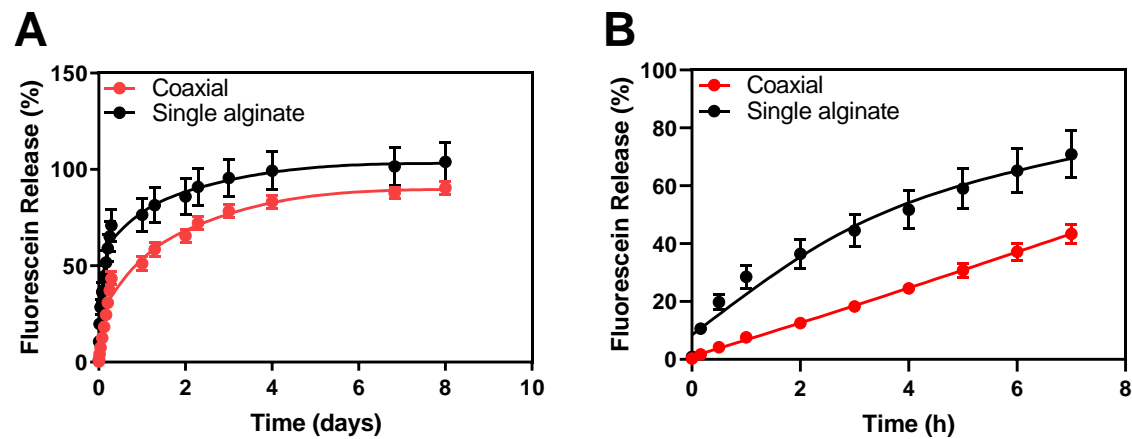 A
Fluorescein Release (%)
150
100
50
0
Coaxial
Single alginate
0 2 4 6 8 10
Time (days)
B
Fluorescein Release (%)
100
80
60
40
20
0
Coaxial
Single alginate
0 2 4 6 8
Time (h)